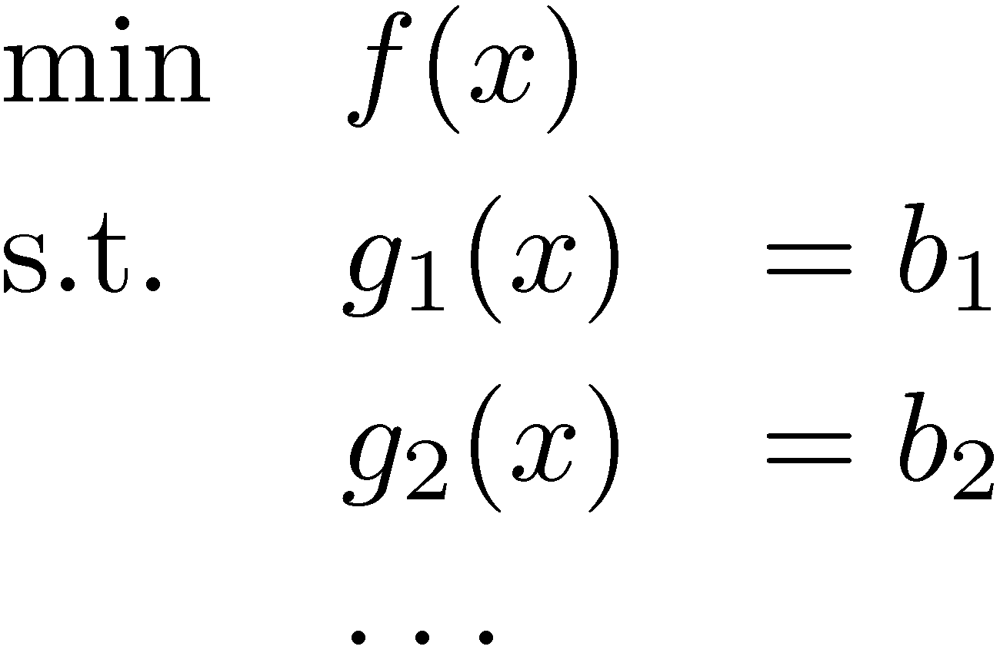 min f(x)
s.t. g₁(x) = b₁
g₂(x) = b₂
. . .